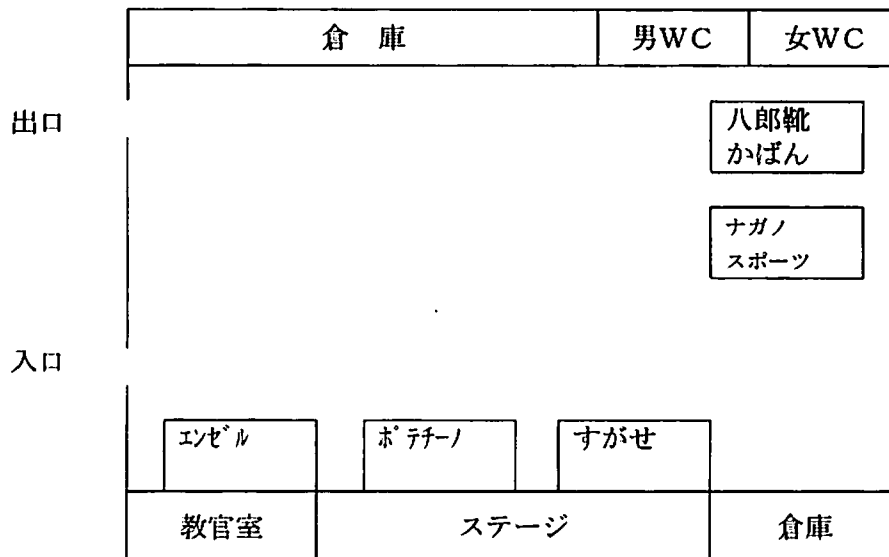 倉 庫
男WC
女WC
出口
八郎靴
かばん
ナガノ
スポーツ
入口
ｴﾝｾﾞﾙ
ﾎﾟﾃﾁｰﾉ
すがせ
教官室
ステージ
倉庫